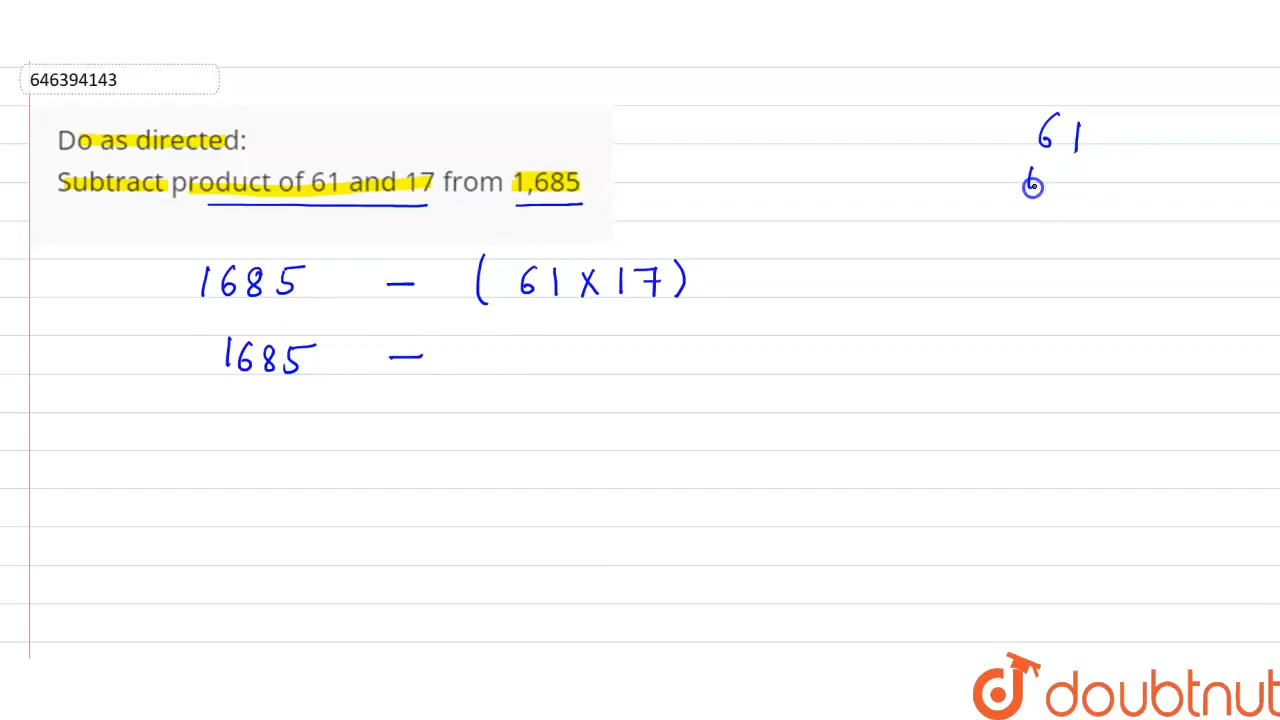 646394143
Do as directed:
Subtract product of 61 and 17 from 1,685
61
1685 - ( 61 × 17 )
1685 -
doubtnut